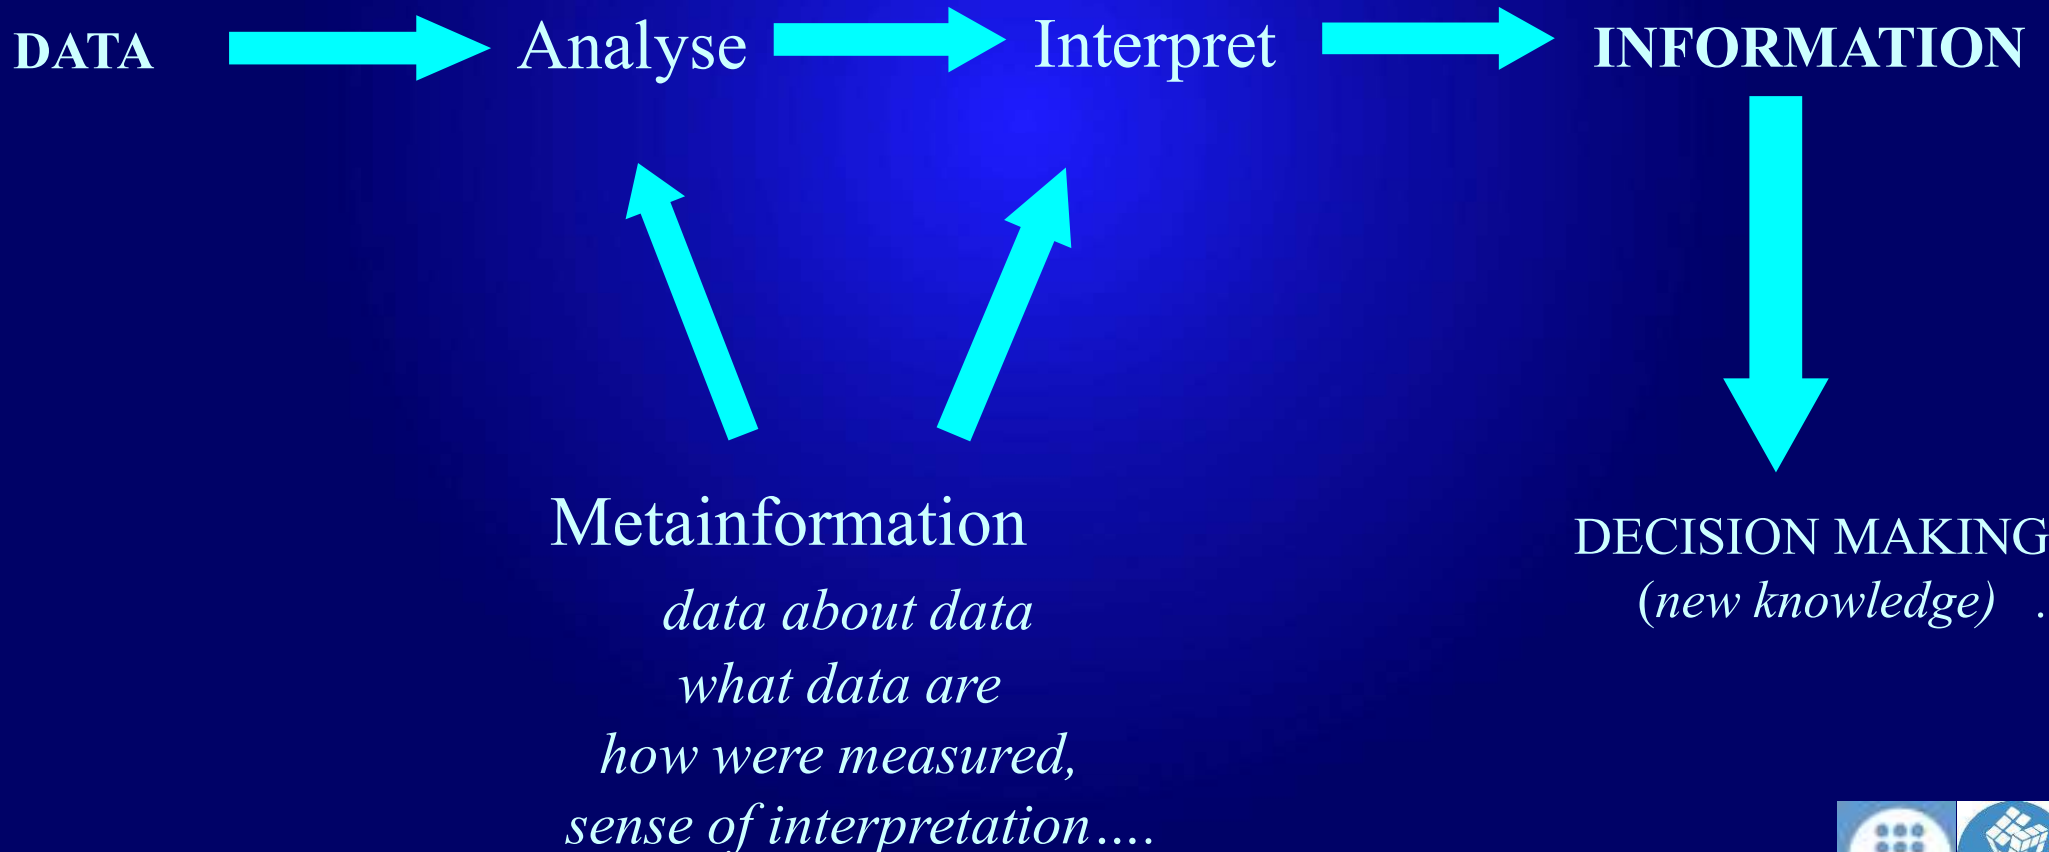 DATA Analyse Interpret INFORMATION
Metainformation
data about data
what data are
how were measured,
sense of interpretation....
DECISION MAKING
(new knowledge) .